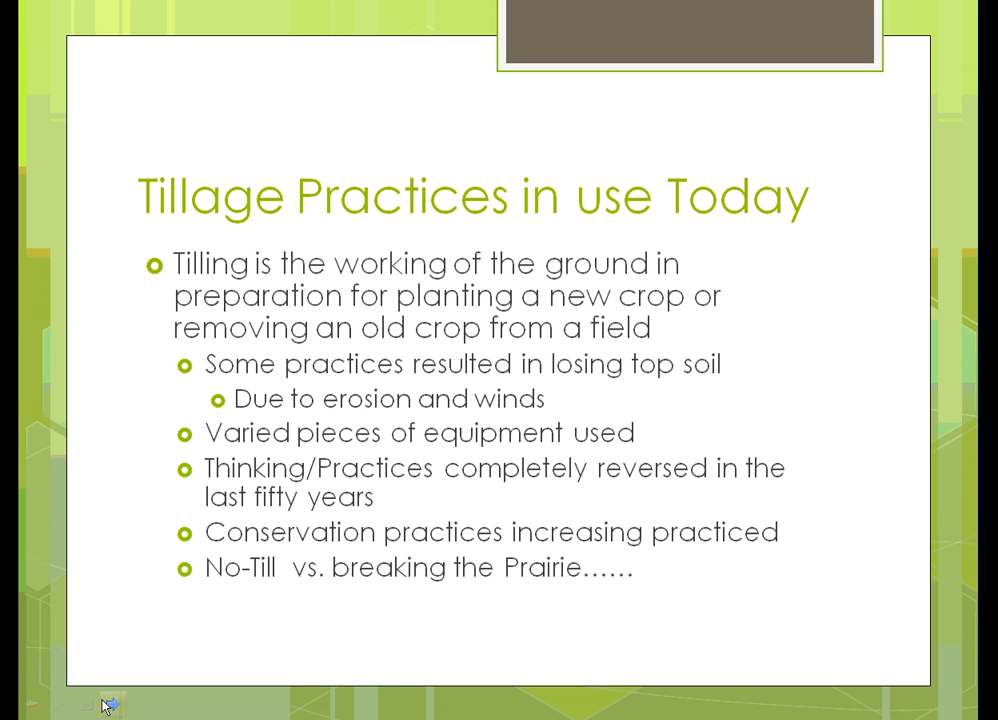 Tillage Practices in use Today
Tilling is the working of the ground in
preparation for planting a new crop or
removing an old crop from a field
Some practices resulted in losing top soil
Due to erosion and winds
Varied pieces of equipment used
Thinking/Practices completely reversed in the
last fifty years
Conservation practices increasing practiced
No-Till vs. breaking the Prairie……